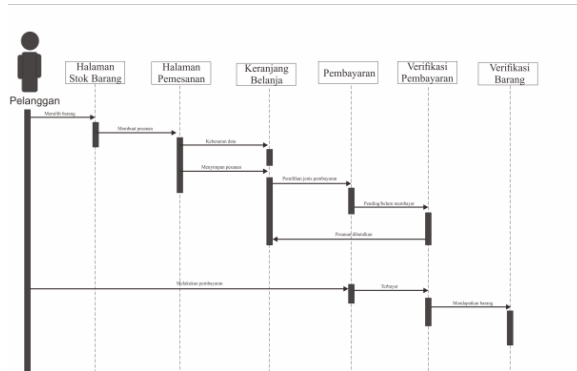 Halaman
Stok Barang
Halaman
Pemesanan
Keranjang
Belanja
Pembayaran
Verifikasi
Pembayaran
Verifikasi
Barang
Pelanggan
Memilih barang
Membuat pesanan
Kebenaran data
Menyimpan pesanan
Pemilihan jenis pembayaran
Pending/belum membayar
Pesanan dibatalkan
Melakukan pembayaran
Terbayar
Mendapatkan barang